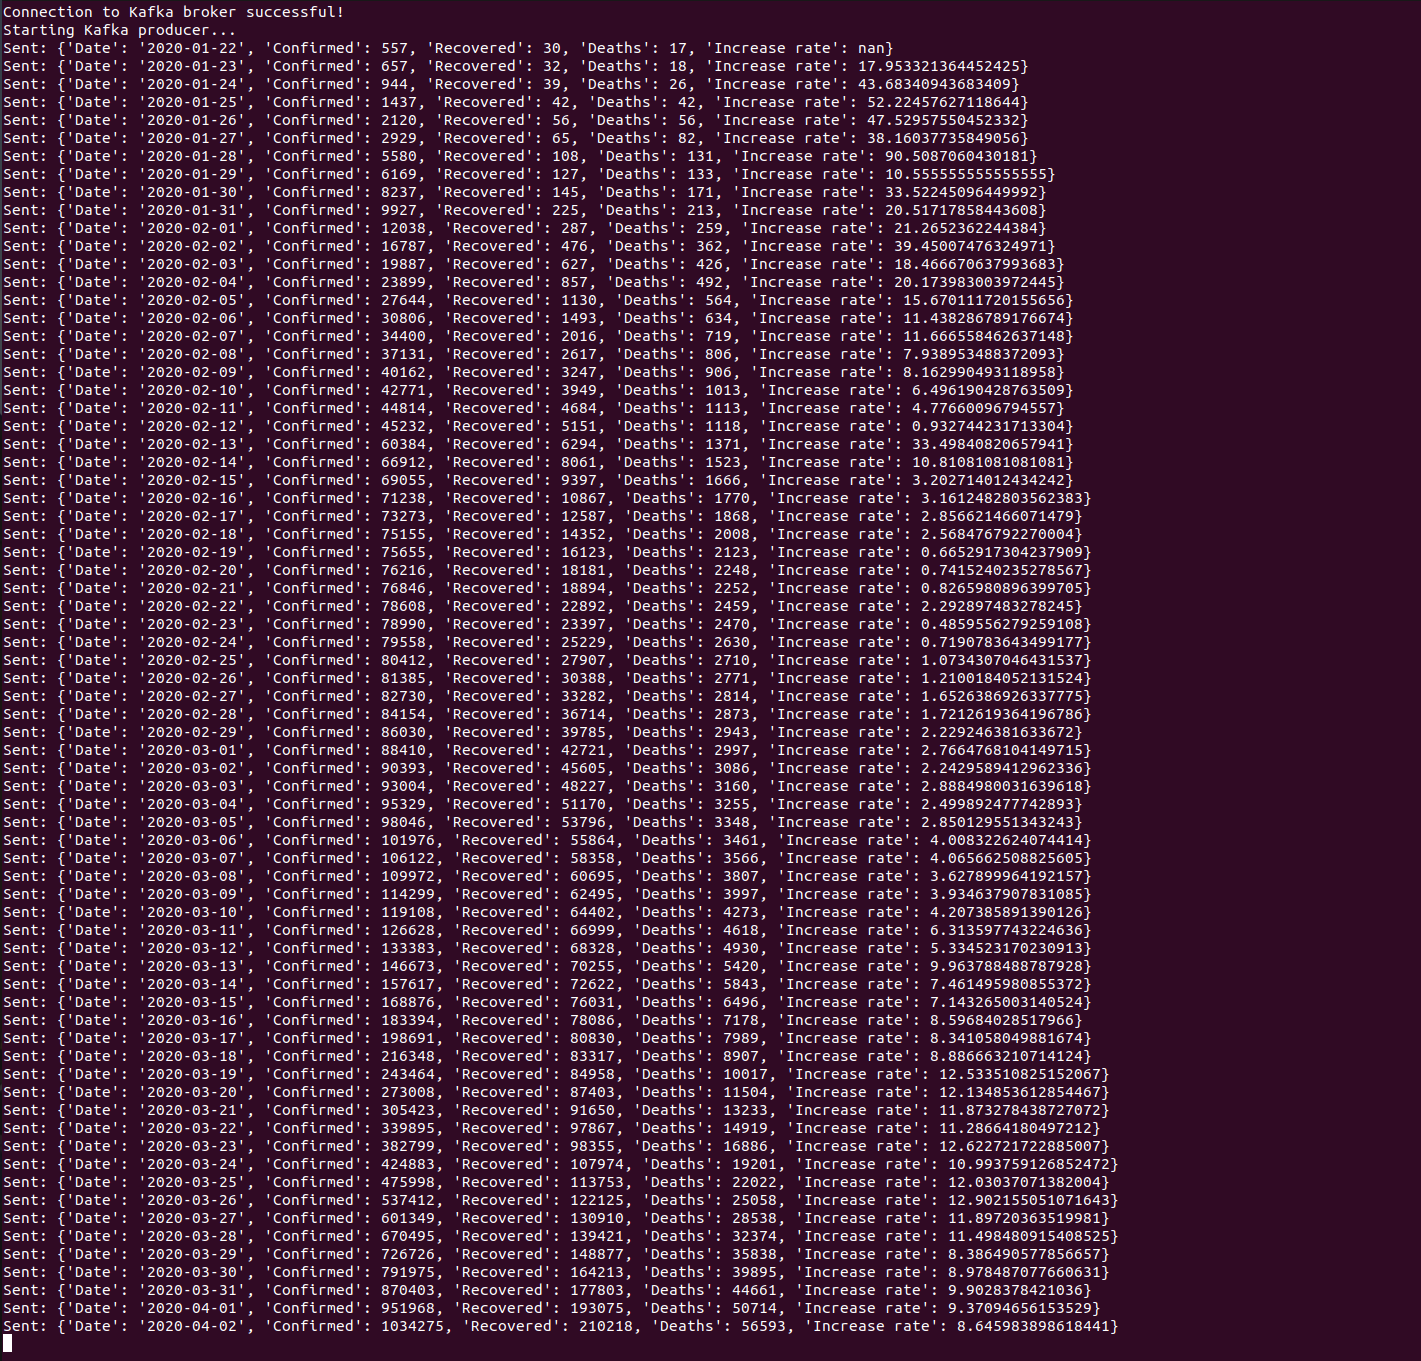 Connection to Kafka broker successful!
Starting Kafka producer...
Sent: {'Date': '2020-01-22', 'Confirmed': 557, 'Recovered': 30, 'Deaths': 17, 'Increase rate': nan}
Sent: {'Date': '2020-01-23', 'Confirmed': 657, 'Recovered': 32, 'Deaths': 18, 'Increase rate': 17.953321364452425}
Sent: {'Date': '2020-01-24', 'Confirmed': 944, 'Recovered': 39, 'Deaths': 26, 'Increase rate': 43.68340943683409}
Sent: {'Date': '2020-01-25', 'Confirmed': 1437, 'Recovered': 42, 'Deaths': 42, 'Increase rate': 52.22457627118644}
Sent: {'Date': '2020-01-26', 'Confirmed': 2120, 'Recovered': 56, 'Deaths': 56, 'Increase rate': 47.52957550452332}
Sent: {'Date': '2020-01-27', 'Confirmed': 2929, 'Recovered': 65, 'Deaths': 82, 'Increase rate': 38.16037735849056}
Sent: {'Date': '2020-01-28', 'Confirmed': 5580, 'Recovered': 108, 'Deaths': 131, 'Increase rate': 90.5087060430181}
Sent: {'Date': '2020-01-29', 'Confirmed': 6169, 'Recovered': 127, 'Deaths': 133, 'Increase rate': 10.555555555555555}
Sent: {'Date': '2020-01-30', 'Confirmed': 8237, 'Recovered': 145, 'Deaths': 171, 'Increase rate': 33.52245096449992}
Sent: {'Date': '2020-01-31', 'Confirmed': 9927, 'Recovered': 225, 'Deaths': 213, 'Increase rate': 20.51717858443608}
Sent: {'Date': '2020-02-01', 'Confirmed': 12038, 'Recovered': 287, 'Deaths': 259, 'Increase rate': 21.2652362244384}
Sent: {'Date': '2020-02-02', 'Confirmed': 16787, 'Recovered': 476, 'Deaths': 362, 'Increase rate': 39.45007476324971}
Sent: {'Date': '2020-02-03', 'Confirmed': 19887, 'Recovered': 627, 'Deaths': 426, 'Increase rate': 18.466670637993683}
Sent: {'Date': '2020-02-04', 'Confirmed': 23899, 'Recovered': 857, 'Deaths': 492, 'Increase rate': 20.173983003972445}
Sent: {'Date': '2020-02-05', 'Confirmed': 27644, 'Recovered': 1130, 'Deaths': 564, 'Increase rate': 15.670111720155656}
Sent: {'Date': '2020-02-06', 'Confirmed': 30806, 'Recovered': 1493, 'Deaths': 634, 'Increase rate': 11.438286789176674}
Sent: {'Date': '2020-02-07', 'Confirmed': 34400, 'Recovered': 2016, 'Deaths': 719, 'Increase rate': 11.666558462637148}
Sent: {'Date': '2020-02-08', 'Confirmed': 37131, 'Recovered': 2617, 'Deaths': 806, 'Increase rate': 7.938953488372093}
Sent: {'Date': '2020-02-09', 'Confirmed': 40162, 'Recovered': 3247, 'Deaths': 906, 'Increase rate': 8.162990493118958}
Sent: {'Date': '2020-02-10', 'Confirmed': 42771, 'Recovered': 3949, 'Deaths': 1013, 'Increase rate': 6.496190428763509}
Sent: {'Date': '2020-02-11', 'Confirmed': 44814, 'Recovered': 4684, 'Deaths': 1113, 'Increase rate': 4.77660096794557}
Sent: {'Date': '2020-02-12', 'Confirmed': 45232, 'Recovered': 5151, 'Deaths': 1118, 'Increase rate': 0.932744231713304}
Sent: {'Date': '2020-02-13', 'Confirmed': 60384, 'Recovered': 6294, 'Deaths': 1371, 'Increase rate': 33.49840820657941}
Sent: {'Date': '2020-02-14', 'Confirmed': 66912, 'Recovered': 8061, 'Deaths': 1523, 'Increase rate': 10.81081081081081}
Sent: {'Date': '2020-02-15', 'Confirmed': 69055, 'Recovered': 9397, 'Deaths': 1666, 'Increase rate': 3.202714012434242}
Sent: {'Date': '2020-02-16', 'Confirmed': 71238, 'Recovered': 10867, 'Deaths': 1770, 'Increase rate': 3.1612482803562383}
Sent: {'Date': '2020-02-17', 'Confirmed': 73273, 'Recovered': 12587, 'Deaths': 1868, 'Increase rate': 2.856621466071479}
Sent: {'Date': '2020-02-18', 'Confirmed': 75155, 'Recovered': 14352, 'Deaths': 2008, 'Increase rate': 2.568476792270004}
Sent: {'Date': '2020-02-19', 'Confirmed': 75655, 'Recovered': 16123, 'Deaths': 2123, 'Increase rate': 0.6652917304237909}
Sent: {'Date': '2020-02-20', 'Confirmed': 76216, 'Recovered': 18181, 'Deaths': 2248, 'Increase rate': 0.7415240235278567}
Sent: {'Date': '2020-02-21', 'Confirmed': 76846, 'Recovered': 18894, 'Deaths': 2252, 'Increase rate': 0.8265980896399705}
Sent: {'Date': '2020-02-22', 'Confirmed': 78608, 'Recovered': 22892, 'Deaths': 2459, 'Increase rate': 2.292897483278245}
Sent: {'Date': '2020-02-23', 'Confirmed': 78990, 'Recovered': 23397, 'Deaths': 2470, 'Increase rate': 0.4859556279259108}
Sent: {'Date': '2020-02-24', 'Confirmed': 79558, 'Recovered': 25229, 'Deaths': 2630, 'Increase rate': 0.7190783643499177}
Sent: {'Date': '2020-02-25', 'Confirmed': 80412, 'Recovered': 27907, 'Deaths': 2710, 'Increase rate': 1.0734307046431537}
Sent: {'Date': '2020-02-26', 'Confirmed': 81385, 'Recovered': 30388, 'Deaths': 2771, 'Increase rate': 1.2100184052131524}
Sent: {'Date': '2020-02-27', 'Confirmed': 82730, 'Recovered': 33282, 'Deaths': 2814, 'Increase rate': 1.6526386926337775}
Sent: {'Date': '2020-02-28', 'Confirmed': 84154, 'Recovered': 36714, 'Deaths': 2873, 'Increase rate': 1.7212619364196786}
Sent: {'Date': '2020-02-29', 'Confirmed': 86030, 'Recovered': 39785, 'Deaths': 2943, 'Increase rate': 2.229246381633672}
Sent: {'Date': '2020-03-01', 'Confirmed': 88410, 'Recovered': 42721, 'Deaths': 2997, 'Increase rate': 2.7664768104149715}
Sent: {'Date': '2020-03-02', 'Confirmed': 90393, 'Recovered': 45605, 'Deaths': 3086, 'Increase rate': 2.2429589412962336}
Sent: {'Date': '2020-03-03', 'Confirmed': 93004, 'Recovered': 48227, 'Deaths': 3160, 'Increase rate': 2.8884980031639618}
Sent: {'Date': '2020-03-04', 'Confirmed': 95329, 'Recovered': 51170, 'Deaths': 3255, 'Increase rate': 2.499892477742893}
Sent: {'Date': '2020-03-05', 'Confirmed': 98046, 'Recovered': 53796, 'Deaths': 3348, 'Increase rate': 2.850129551343243}
Sent: {'Date': '2020-03-06', 'Confirmed': 101976, 'Recovered': 55864, 'Deaths': 3461, 'Increase rate': 4.008322624074414}
Sent: {'Date': '2020-03-07', 'Confirmed': 106122, 'Recovered': 58358, 'Deaths': 3566, 'Increase rate': 4.065662508825605}
Sent: {'Date': '2020-03-08', 'Confirmed': 109972, 'Recovered': 60695, 'Deaths': 3807, 'Increase rate': 3.627899964192157}
Sent: {'Date': '2020-03-09', 'Confirmed': 114299, 'Recovered': 62495, 'Deaths': 3997, 'Increase rate': 3.934637907831085}
Sent: {'Date': '2020-03-10', 'Confirmed': 119108, 'Recovered': 64402, 'Deaths': 4273, 'Increase rate': 4.207385891390126}
Sent: {'Date': '2020-03-11', 'Confirmed': 126628, 'Recovered': 66999, 'Deaths': 4618, 'Increase rate': 6.313597743224636}
Sent: {'Date': '2020-03-12', 'Confirmed': 133383, 'Recovered': 68328, 'Deaths': 4930, 'Increase rate': 5.334523170230913}
Sent: {'Date': '2020-03-13', 'Confirmed': 146673, 'Recovered': 70255, 'Deaths': 5420, 'Increase rate': 9.963788488787928}
Sent: {'Date': '2020-03-14', 'Confirmed': 157617, 'Recovered': 72622, 'Deaths': 5843, 'Increase rate': 7.461495980855372}
Sent: {'Date': '2020-03-15', 'Confirmed': 168876, 'Recovered': 76031, 'Deaths': 6496, 'Increase rate': 7.143265003140524}
Sent: {'Date': '2020-03-16', 'Confirmed': 183394, 'Recovered': 78086, 'Deaths': 7178, 'Increase rate': 8.59684028517966}
Sent: {'Date': '2020-03-17', 'Confirmed': 198691, 'Recovered': 80830, 'Deaths': 7989, 'Increase rate': 8.341058049881674}
Sent: {'Date': '2020-03-18', 'Confirmed': 216348, 'Recovered': 83317, 'Deaths': 8907, 'Increase rate': 8.886663210714124}
Sent: {'Date': '2020-03-19', 'Confirmed': 243464, 'Recovered': 84958, 'Deaths': 10017, 'Increase rate': 12.533510825152067}
Sent: {'Date': '2020-03-20', 'Confirmed': 273008, 'Recovered': 87403, 'Deaths': 11504, 'Increase rate': 12.134853612854467}
Sent: {'Date': '2020-03-21', 'Confirmed': 305423, 'Recovered': 91650, 'Deaths': 13233, 'Increase rate': 11.873278438727072}
Sent: {'Date': '2020-03-22', 'Confirmed': 339895, 'Recovered': 97867, 'Deaths': 14919, 'Increase rate': 11.28664180497212}
Sent: {'Date': '2020-03-23', 'Confirmed': 382799, 'Recovered': 98355, 'Deaths': 16886, 'Increase rate': 12.622721722885007}
Sent: {'Date': '2020-03-24', 'Confirmed': 424883, 'Recovered': 107974, 'Deaths': 19201, 'Increase rate': 10.993759126852472}
Sent: {'Date': '2020-03-25', 'Confirmed': 475998, 'Recovered': 113753, 'Deaths': 22022, 'Increase rate': 12.03037071382004}
Sent: {'Date': '2020-03-26', 'Confirmed': 537412, 'Recovered': 122125, 'Deaths': 25058, 'Increase rate': 12.902155051071643}
Sent: {'Date': '2020-03-27', 'Confirmed': 601349, 'Recovered': 130910, 'Deaths': 28538, 'Increase rate': 11.89720363519981}
Sent: {'Date': '2020-03-28', 'Confirmed': 670495, 'Recovered': 139421, 'Deaths': 32374, 'Increase rate': 11.498480915408525}
Sent: {'Date': '2020-03-29', 'Confirmed': 726726, 'Recovered': 148877, 'Deaths': 35838, 'Increase rate': 8.386490577856657}
Sent: {'Date': '2020-03-30', 'Confirmed': 791975, 'Recovered': 164213, 'Deaths': 39895, 'Increase rate': 8.978487077660631}
Sent: {'Date': '2020-03-31', 'Confirmed': 870403, 'Recovered': 177803, 'Deaths': 44661, 'Increase rate': 9.9028378421036}
Sent: {'Date': '2020-04-01', 'Confirmed': 951968, 'Recovered': 193075, 'Deaths': 50714, 'Increase rate': 9.37094656153529}
Sent: {'Date': '2020-04-02', 'Confirmed': 1034275, 'Recovered': 210218, 'Deaths': 56593, 'Increase rate': 8.645983898618441}